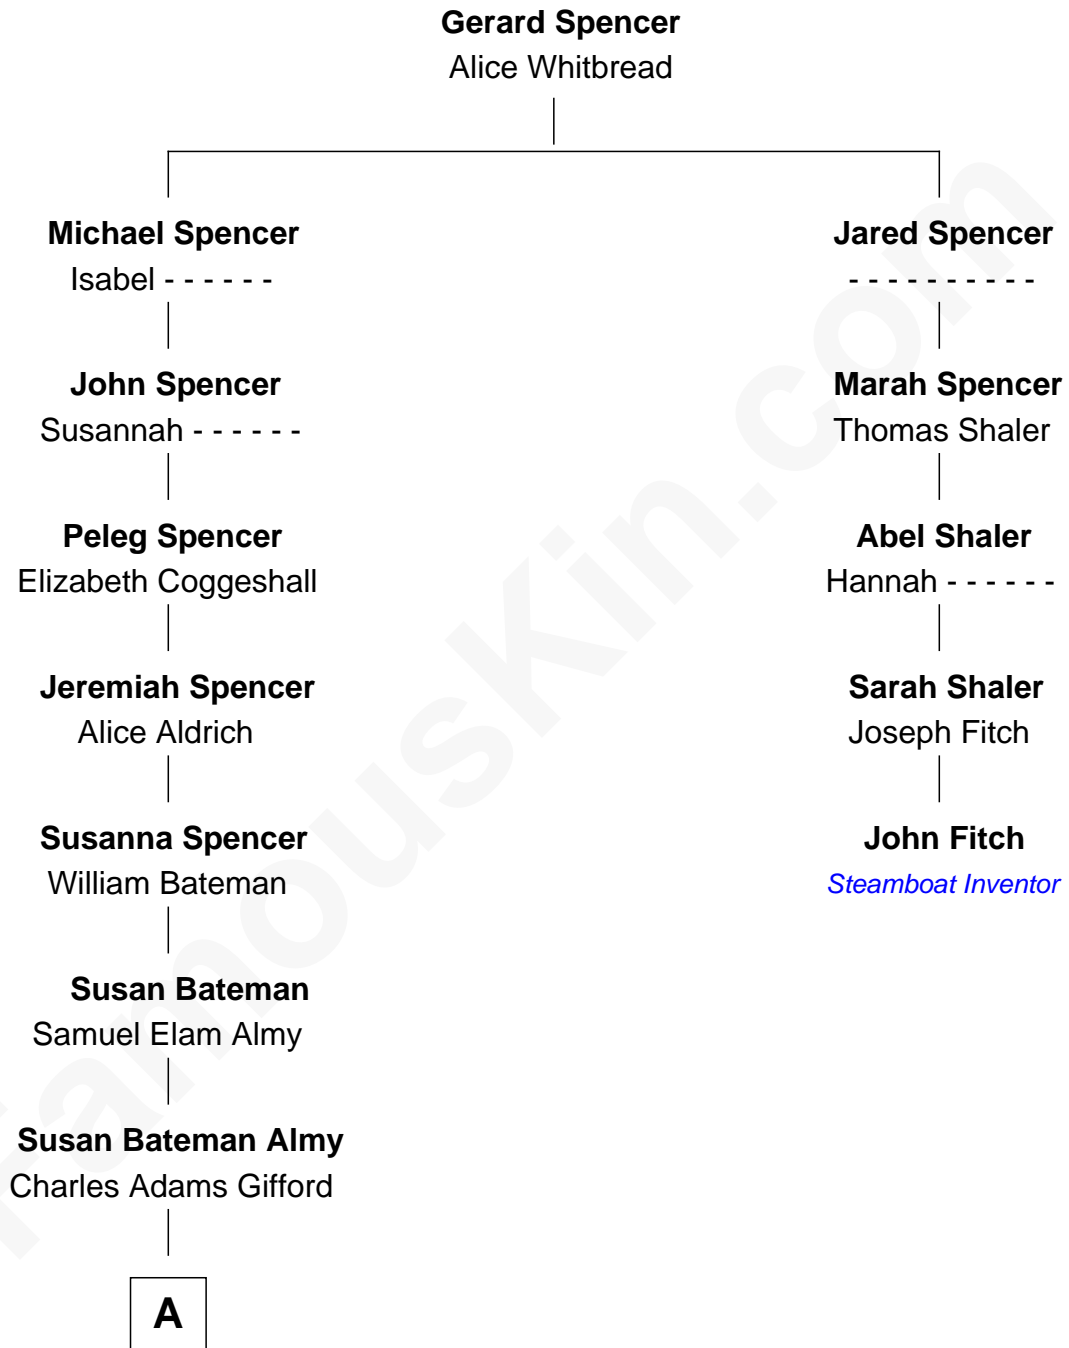 Gerard Spencer
Alice Whitbread
Michael Spencer
Isabel - - - - - -
John Spencer
Susannah - - - - - -
Peleg Spencer
Elizabeth Coggeshall
Jeremiah Spencer
Alice Aldrich
Susanna Spencer
William Bateman
Susan Bateman
Samuel Elam Almy
Susan Bateman Almy
Charles Adams Gifford
A
Jared Spencer
- - - - - - - - - -
Marah Spencer
Thomas Shaler
Abel Shaler
Hannah - - - - - -
Sarah Shaler
Joseph Fitch
John Fitch
Steamboat Inventor
FamousKin.com